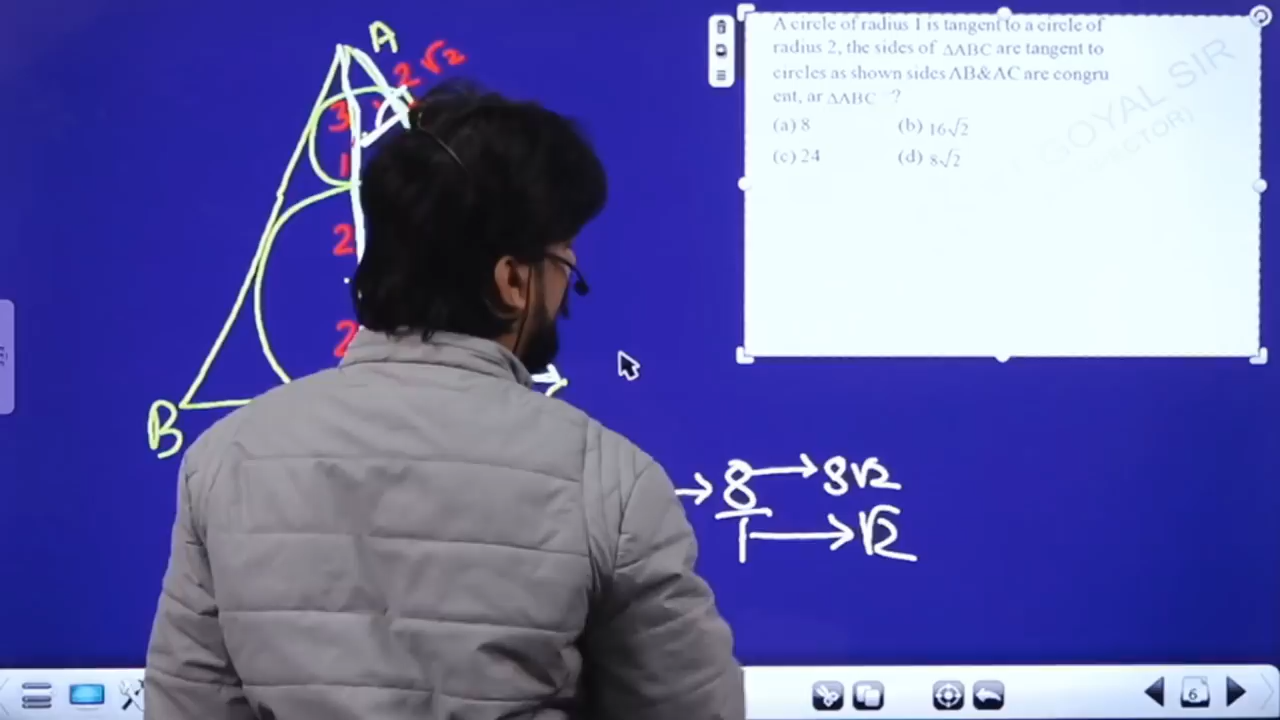 A
2√2
3
1
2
2
B
→ 8 → 8√2
1 → √2
A circle of radius 1 is tangent to a circle of
radius 2, the sides of ΔABC are tangent to
circles as shown sides AB&AC are congru
ent, ar ΔABC ?
(a) 8 (b) 16√2
(c) 24 (d) 8√2
ROYAL SIR
6